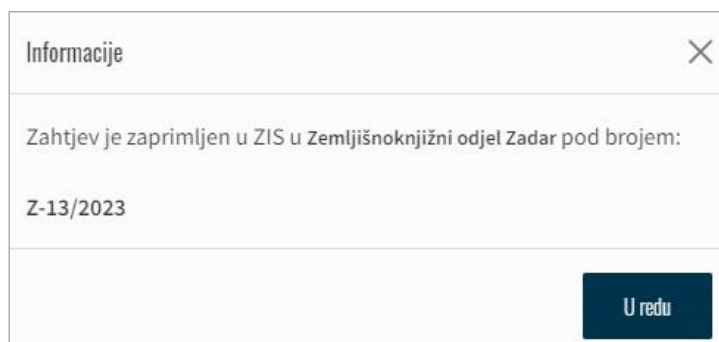 Informacije
Zahtjev je zaprimljen u ZIS u Zemljišnoknjižni odjel Zadar pod brojem:
Z-13/2023
U redu